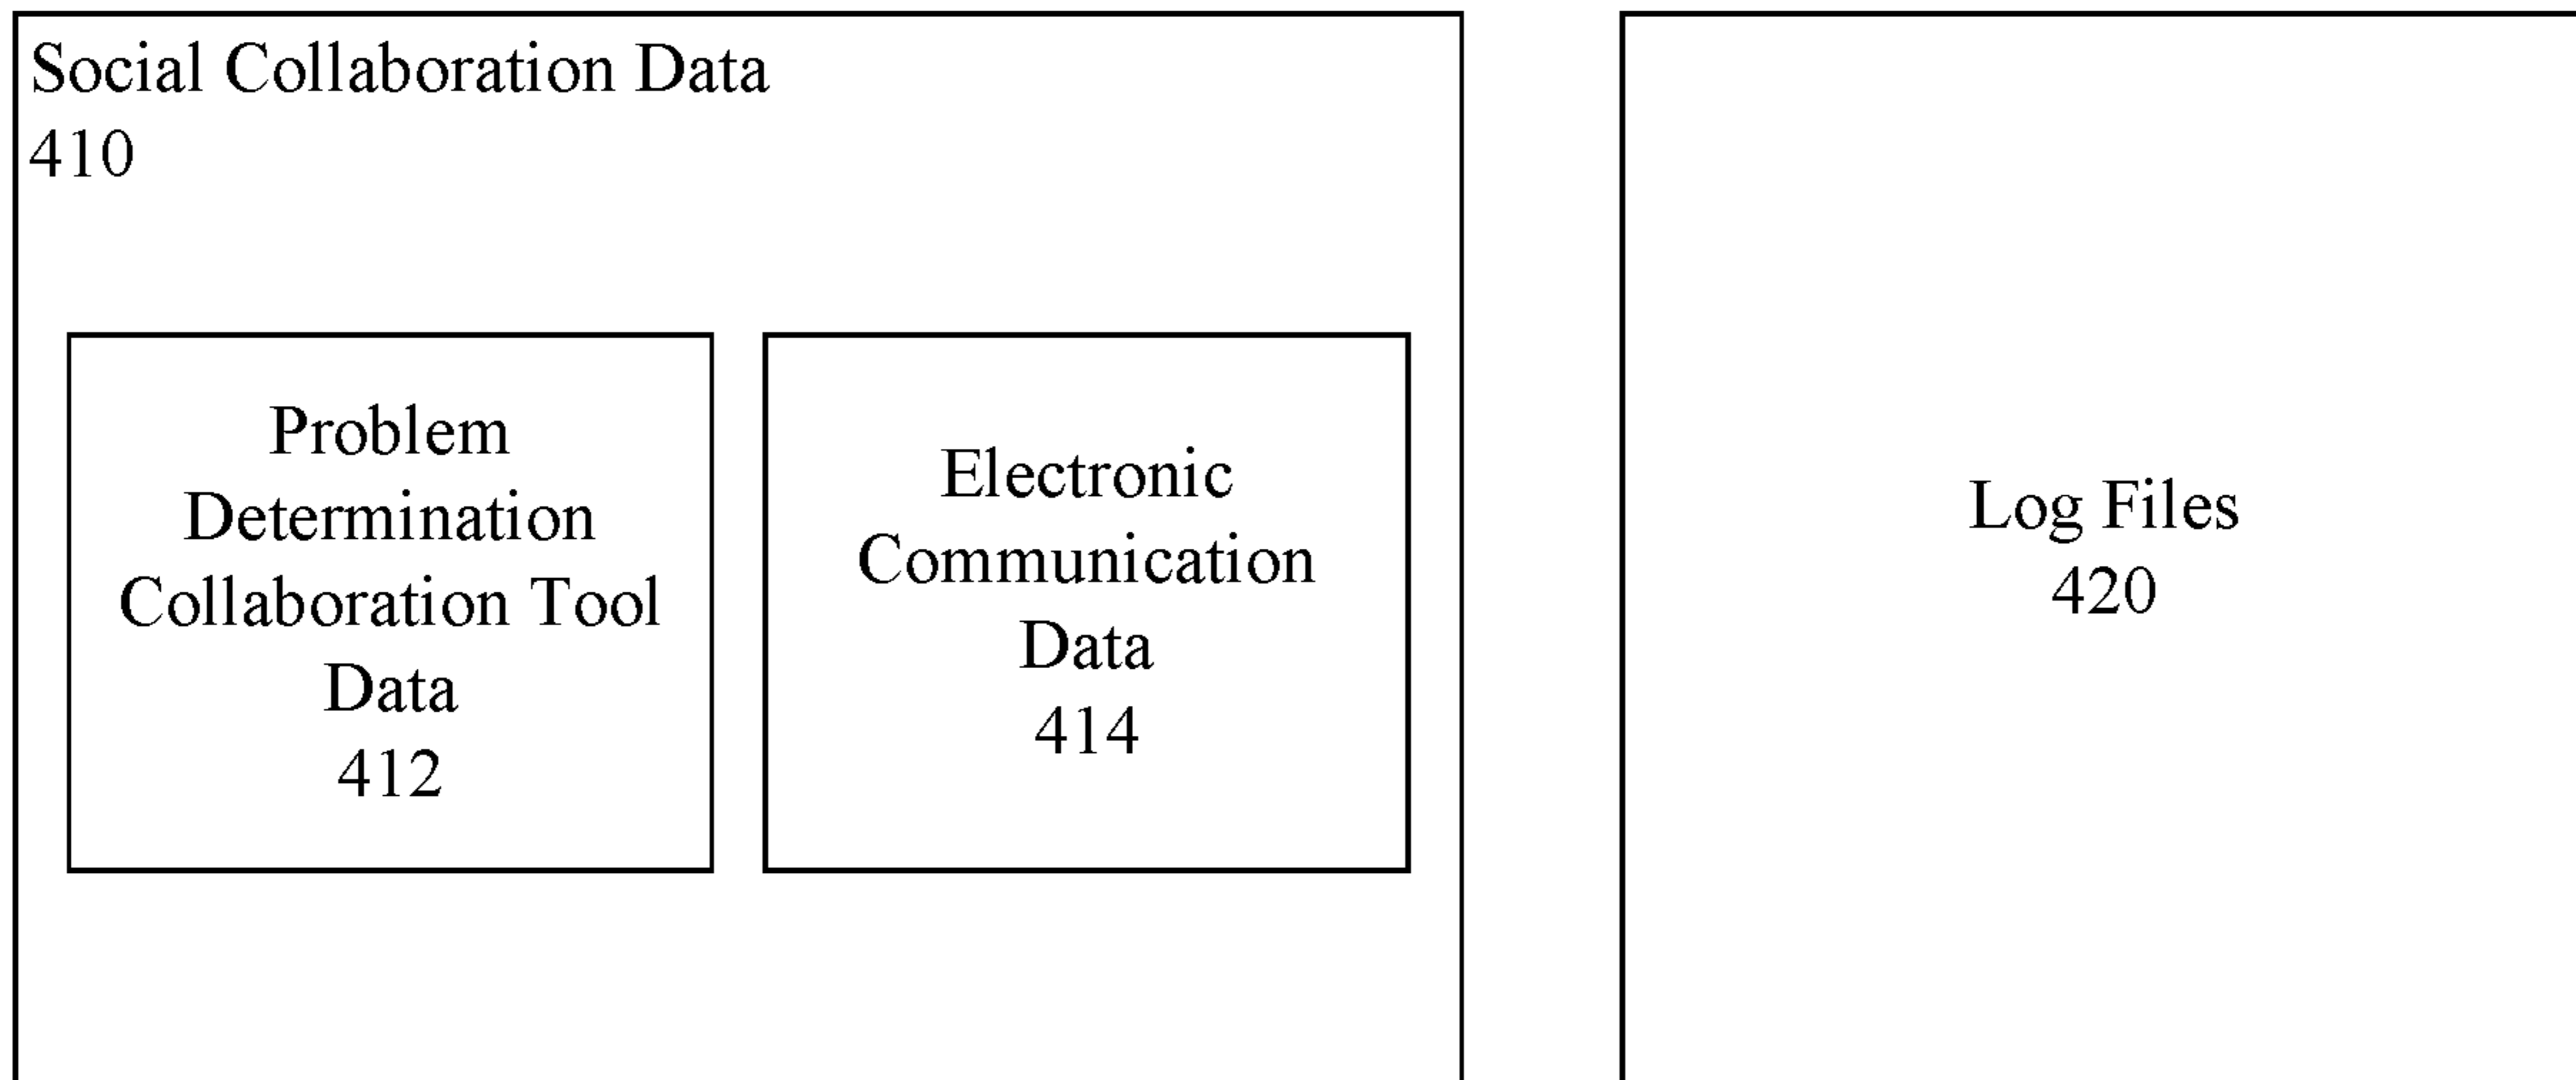 Social Collaboration Data
410
Problem
Determination
Collaboration Tool
Data
412
Electronic
Communication
Data
414
Log Files
420